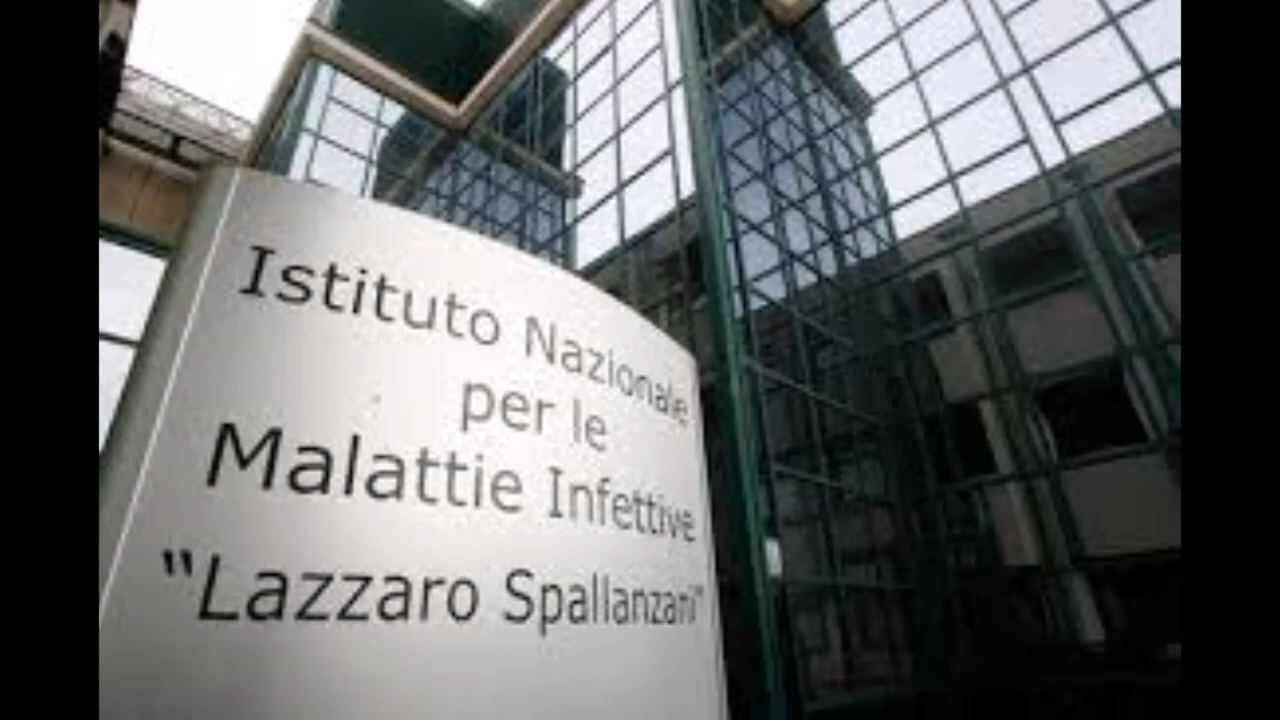 Istituto Nazionale
per le
Malattie Infettive
“Lazzaro Spallanzani”